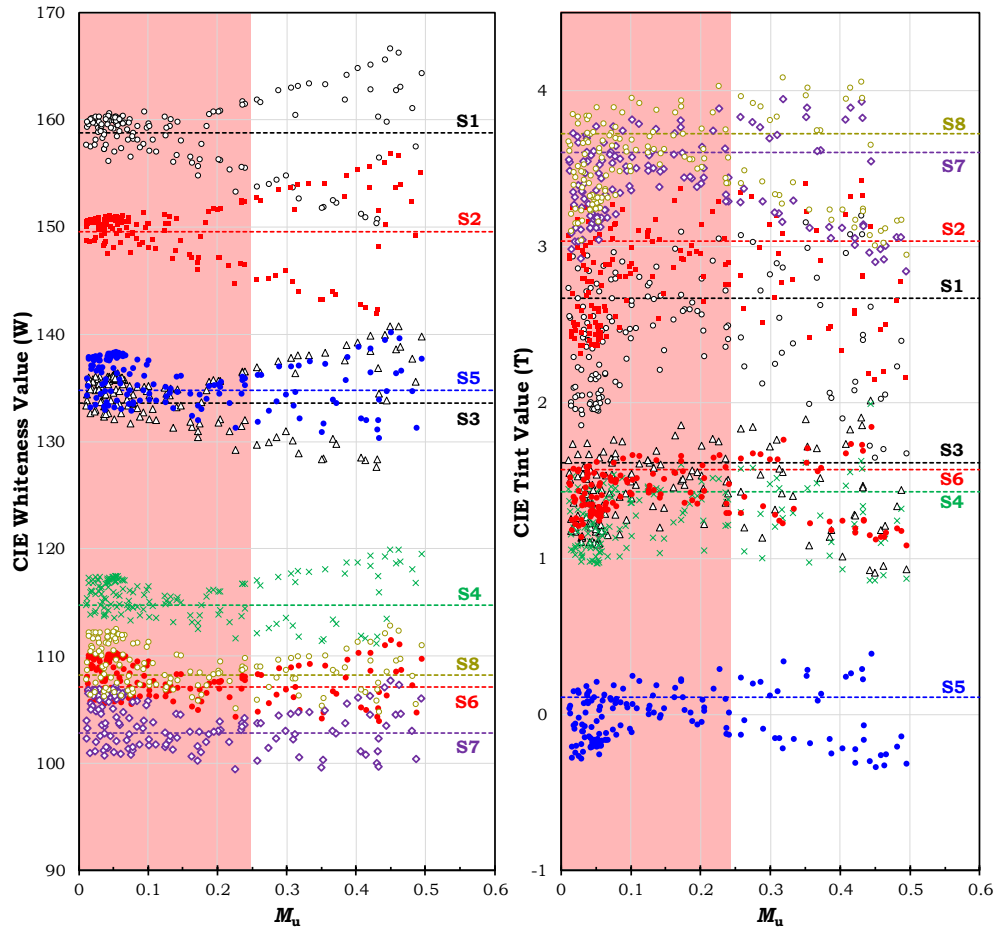 170
160
150
140
130
120
110
100
90
CIE Whiteness Value (W)
S1
S2
S5
S3
S4
S8
S6
S7
0 0.1 0.2 0.3 0.4 0.5 0.6
Mu
4
3
2
1
0
-1
CIE Tint Value (T)
S8
S7
S2
S1
S3
S6
S4
S5
0 0.1 0.2 0.3 0.4 0.5 0.6
Mu